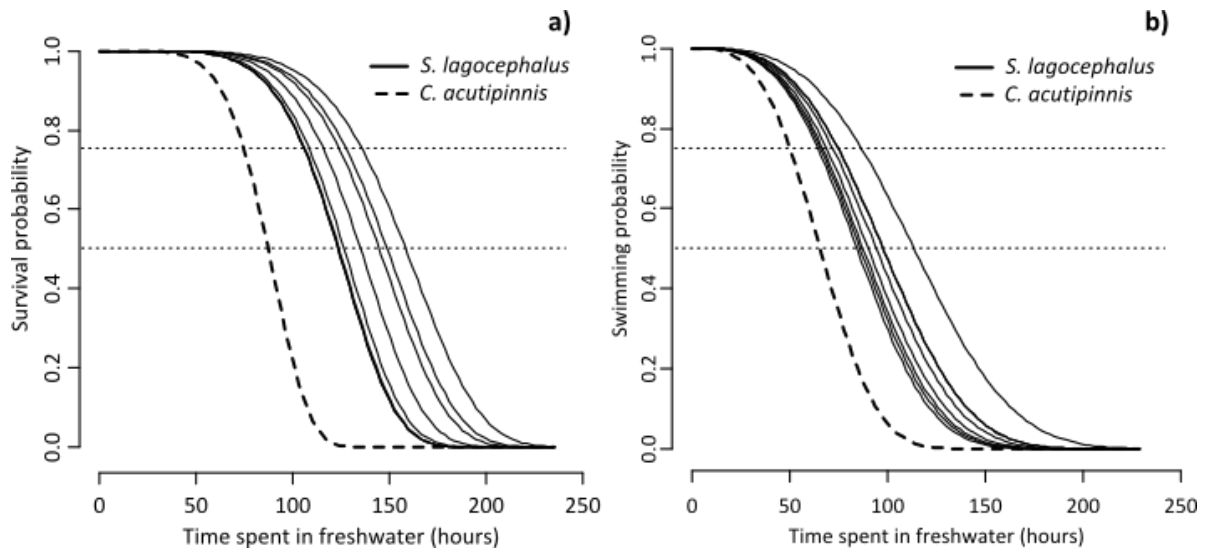 a)
S. lagocephalus
C. acutipinnis
Survival probability
1.0
0.8
0.6
0.4
0.2
0.0
0 50 100 150 200 250
Time spent in freshwater (hours)
b)
S. lagocephalus
C. acutipinnis
Swimming probability
1.0
0.8
0.6
0.4
0.2
0.0
0 50 100 150 200 250
Time spent in freshwater (hours)